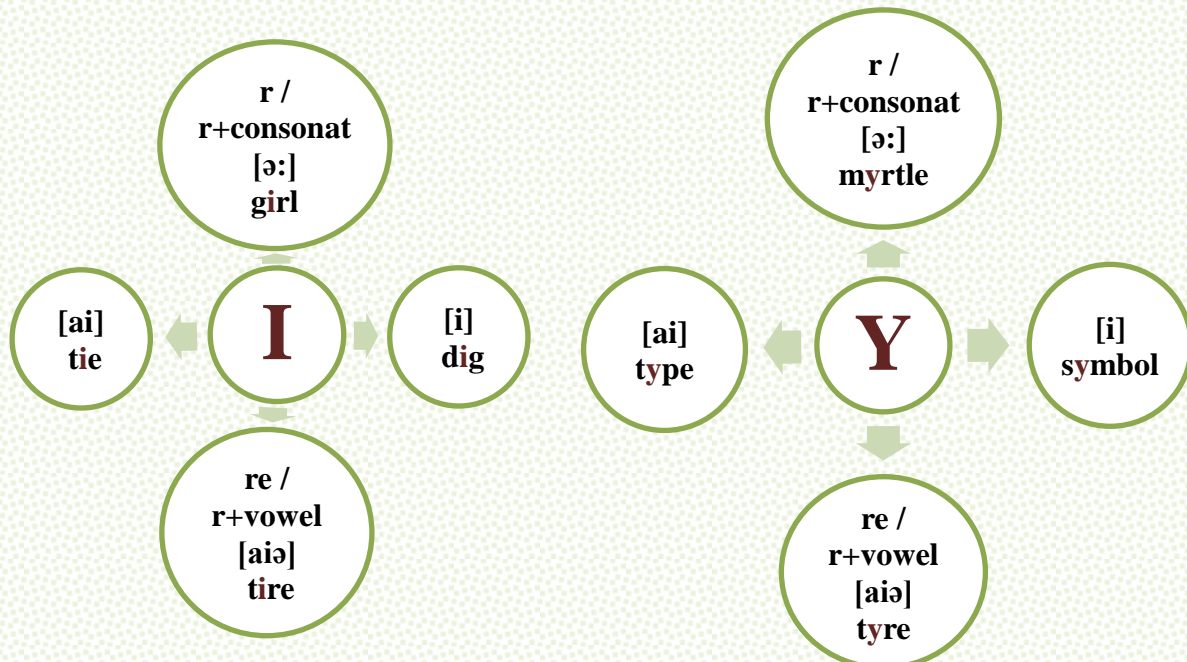 r /
r+consonat
[ə:]
girl
[ai]
tie
I
[i]
dig
re /
r+vowel
[aiə]
tire
r /
r+consonat
[ə:]
myrtle
[ai]
type
Y
[i]
symbol
re /
r+vowel
[aiə]
tyre